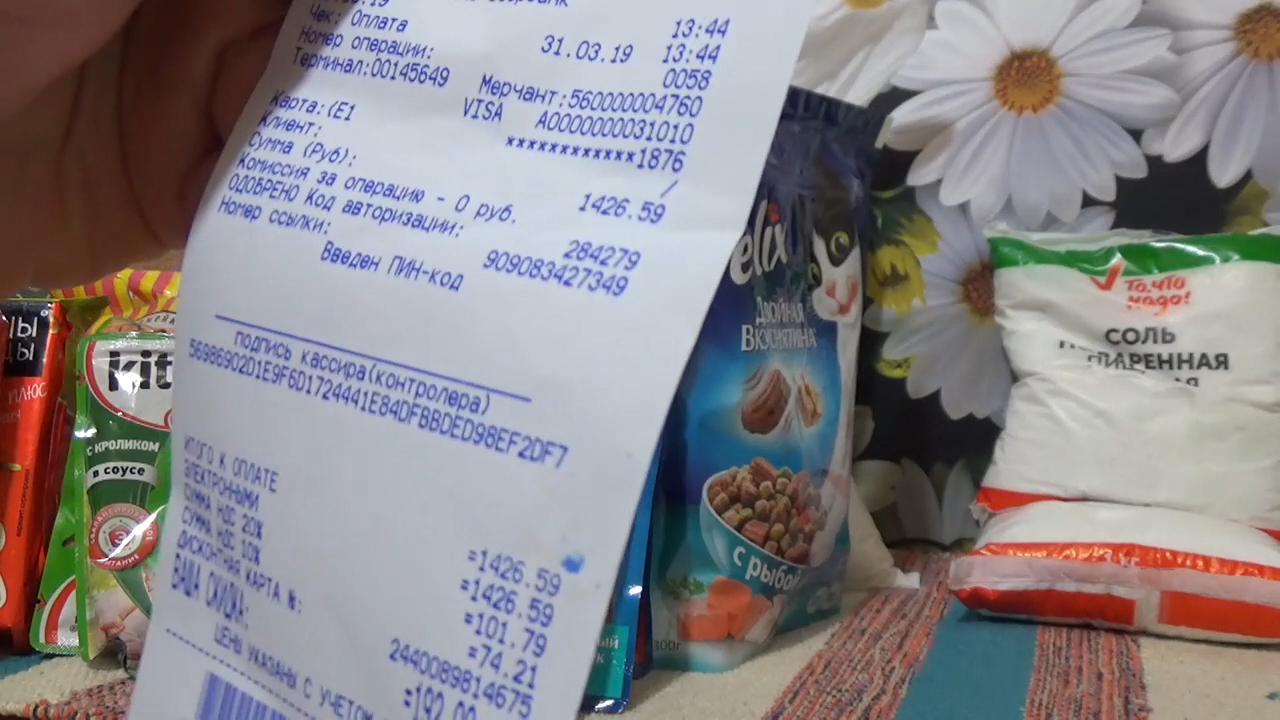 13:44
Чек: Оплата 31.03.19 13:44
Номер операции: 0058
Терминал:00145649 Мерчант:560000004760
VISA A0000000031010
Карта:(E1 ************1876
Клиент: /
Сумма (Руб): 1426.59
Комиссия за операцию - 0 руб.
ОДОБРЕНО Код авторизации: 284279
Номер ссылки: 909083427349
Введен ПИН-код
подпись кассира(контролера)
56986902D1E9F6D1724441E84DFBBDED98EF2DF7
ИТОГО К ОПЛАТЕ =1426.59
ЭЛЕКТРОННЫМИ =1426.59
СУММА НДС 20% =101.79
СУММА НДС 10% =74.21
ДИСКОНТНАЯ КАРТА №: 2440089814675
ВАША СКИДКА: =192.00
ЦЕНЫ УКАЗАНЫ С УЧЕТОМ
kit
С КРОЛИКОМ
в соусе
elix
ДВОЙНАЯ
ВКУСНЯТИНА
с рыбой
То, что
надо!
СОЛЬ